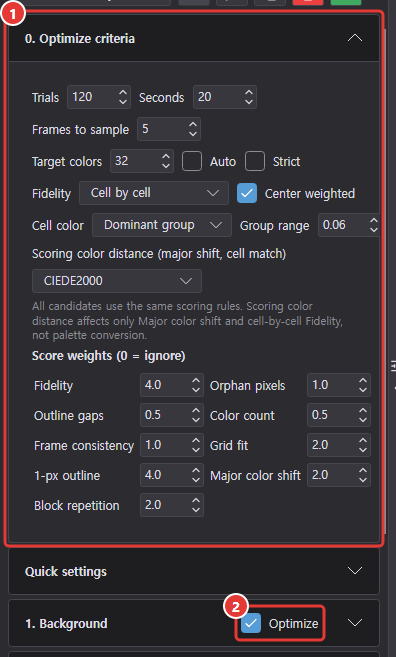 1
0. Optimize criteria
Trials 120 Seconds 20
Frames to sample 5
Target colors 32 Auto Strict
Fidelity Cell by cell Center weighted
Cell color Dominant group Group range 0.06
Scoring color distance (major shift, cell match)
CIEDE2000
All candidates use the same scoring rules. Scoring color
distance affects only Major color shift and cell-by-cell Fidelity,
not palette conversion.
Score weights (0 = ignore)
Fidelity 4.0 Orphan pixels 1.0
Outline gaps 0.5 Color count 0.5
Frame consistency 1.0 Grid fit 2.0
1-px outline 4.0 Major color shift 2.0
Block repetition 2.0
Quick settings
2
1. Background Optimize